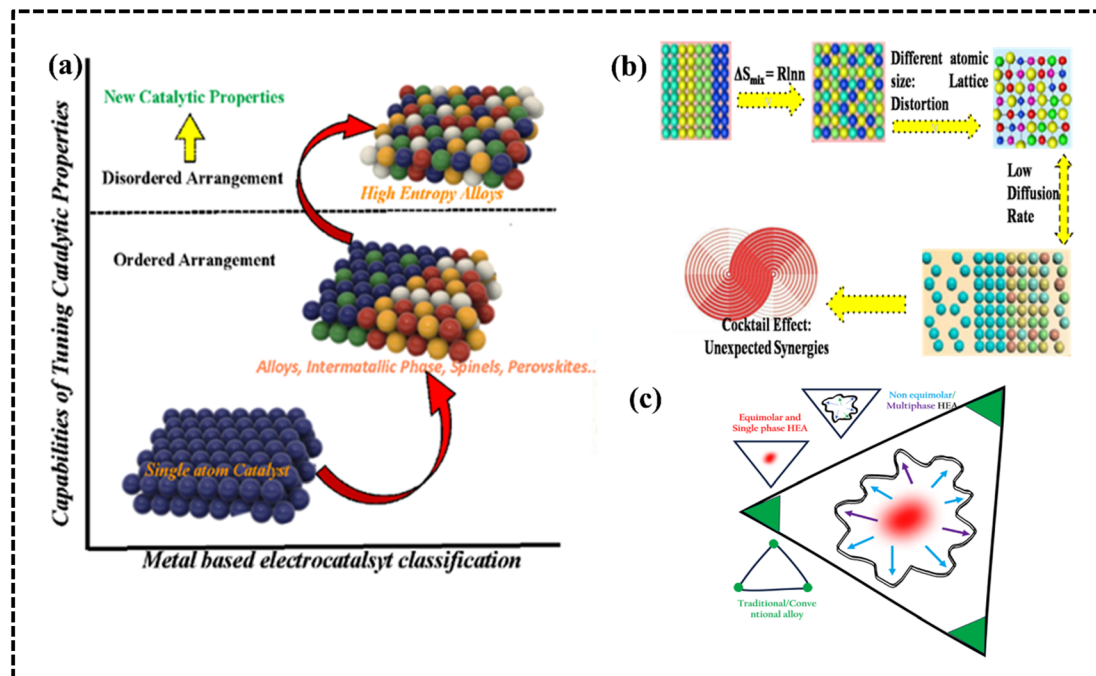 (a)
Capabilities of Tuning Catalytic Properties
New Catalytic Properties
Disordered Arrangement
High Entropy Alloys
Ordered Arrangement
Alloys, Intermatallic Phase, Spinels, Perovskites..
Single atom Catalyst
Metal based electrocatalsyt classification
(b)
ΔSmix = Rlnn
Different atomic
size: Lattice
Distortion
Low
Diffusion
Rate
Cocktail Effect:
Unexpected Synergies
(c)
Equimolar and
Single phase HEA
Non equimolar/
Multiphase HEA
Traditional/Conve
ntional alloy